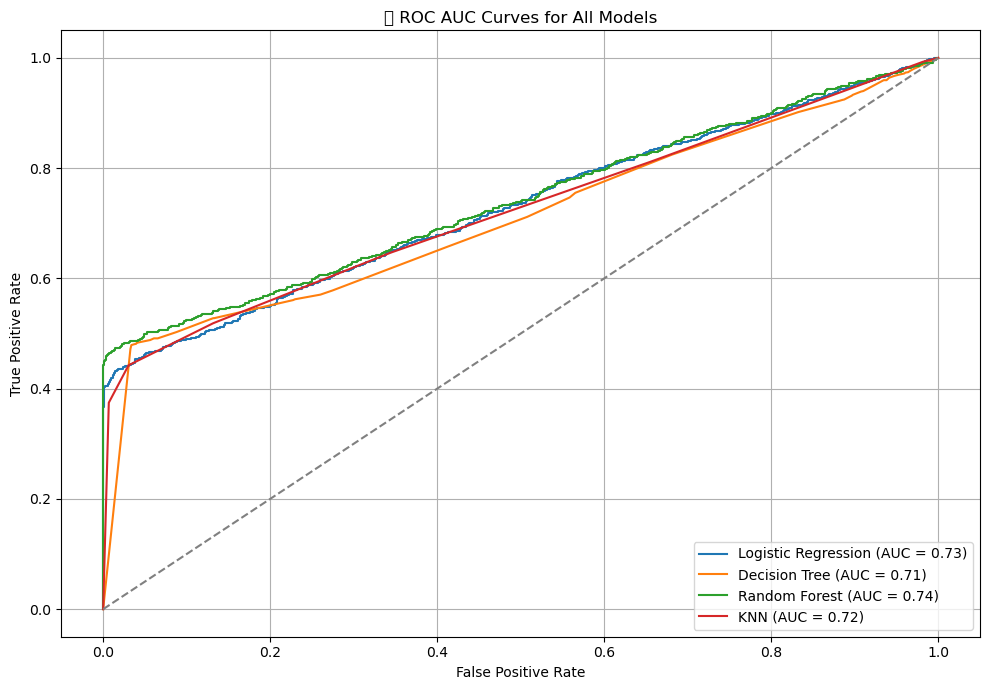 ROC AUC Curves for All Models
True Positive Rate
1.0
0.8
0.6
0.4
0.2
0.0
0.0 0.2 0.4 0.6 0.8 1.0
False Positive Rate
Logistic Regression (AUC = 0.73)
Decision Tree (AUC = 0.71)
Random Forest (AUC = 0.74)
KNN (AUC = 0.72)